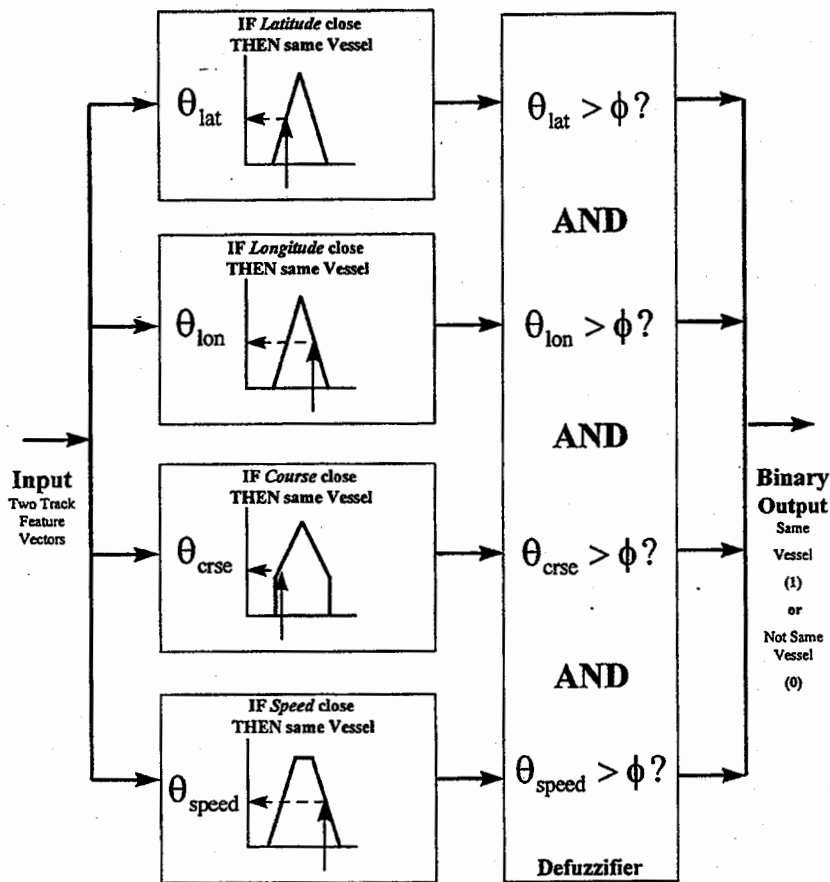 IF Latitude close
THEN same Vessel
θlat
θlat > ϕ?
AND
IF Longitude close
THEN same Vessel
θlon
θlon > ϕ?
AND
Input
Two Track
Feature
Vectors
IF Course close
THEN same Vessel
θcrse
θcrse > ϕ?
AND
IF Speed close
THEN same Vessel
θspeed
θspeed > ϕ?
Defuzzifier
Binary
Output
Same
Vessel
(1)
or
Not Same
Vessel
(0)